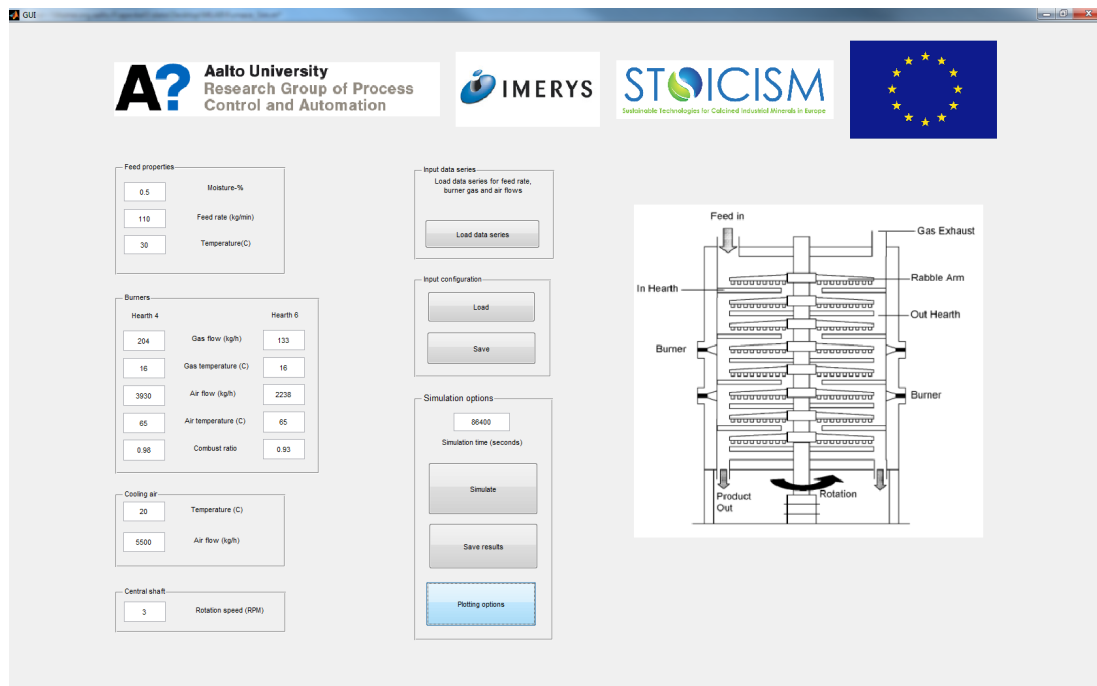 GUI
A?
Aalto University
Research Group of Process
Control and Automation
IMERYS
STOICISM
Sustainable Technologies for Calcined Industrial Minerals in Europe
Feed properties
0.5 Moisture-%
110 Feed rate (kg/min)
30 Temperature(C)
Burners
Hearth 4 Hearth 6
204 Gas flow (kg/h) 133
16 Gas temperature (C) 16
3930 Air flow (kg/h) 2238
65 Air temperature (C) 65
0.98 Combust ratio 0.93
Cooling air
20 Temperature (C)
5500 Air flow (kg/h)
Central shaft
3 Rotation speed (RPM)
Input data series
Load data series for feed rate,
burner gas and air flows
Load data series
Input configuration
Load
Save
Simulation options
86400
Simulation time (seconds)
Simulate
Save results
Plotting options
Feed in
Gas Exhaust
Rabble Arm
In Hearth
Out Hearth
Burner
Burner
Product
Out
Rotation